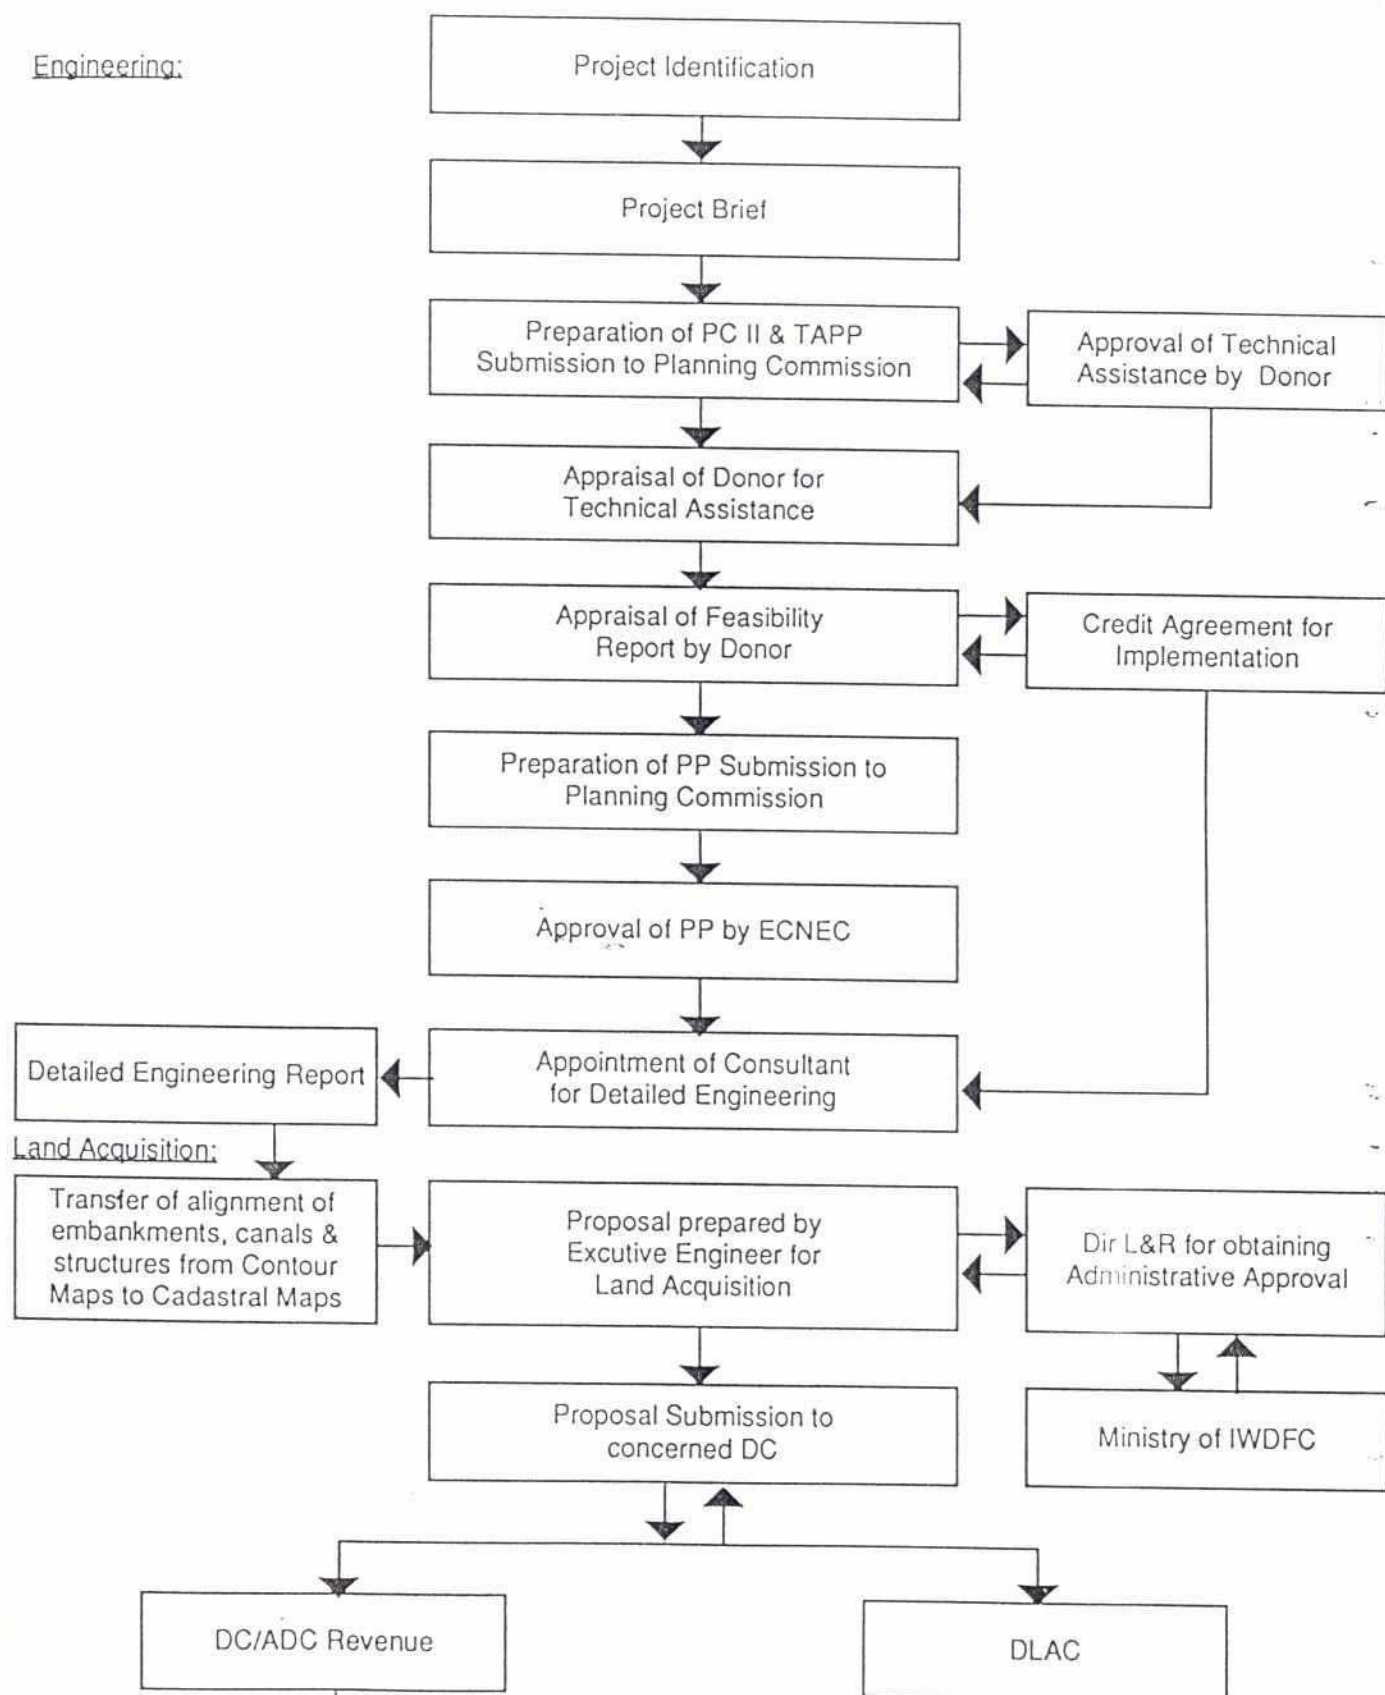 Engineering:
Project Identification
Project Brief
Preparation of PC II & TAPP
Submission to Planning Commission
Approval of Technical
Assistance by Donor
Appraisal of Donor for
Technical Assistance
Appraisal of Feasibility
Report by Donor
Credit Agreement for
Implementation
Preparation of PP Submission to
Planning Commission
Approval of PP by ECNEC
Detailed Engineering Report
Appointment of Consultant
for Detailed Engineering
Land Acquisition:
Transfer of alignment of
embankments, canals &
structures from Contour
Maps to Cadastral Maps
Proposal prepared by
Excutive Engineer for
Land Acquisition
Dir L&R for obtaining
Administrative Approval
Proposal Submission to
concerned DC
Ministry of IWDFC
DC/ADC Revenue
DLAC